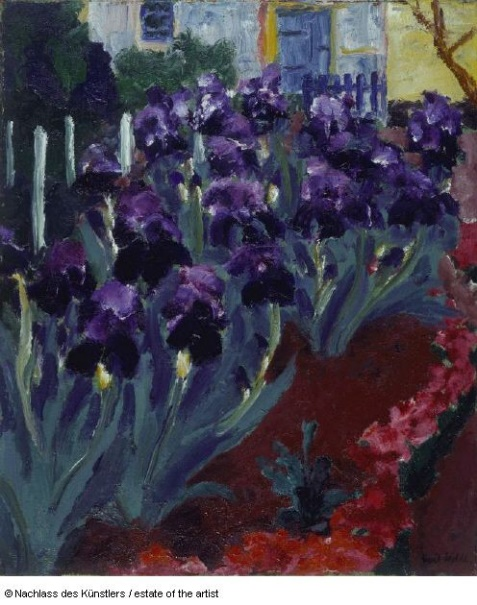 © Nachlass des Künstlers / estate of the artist